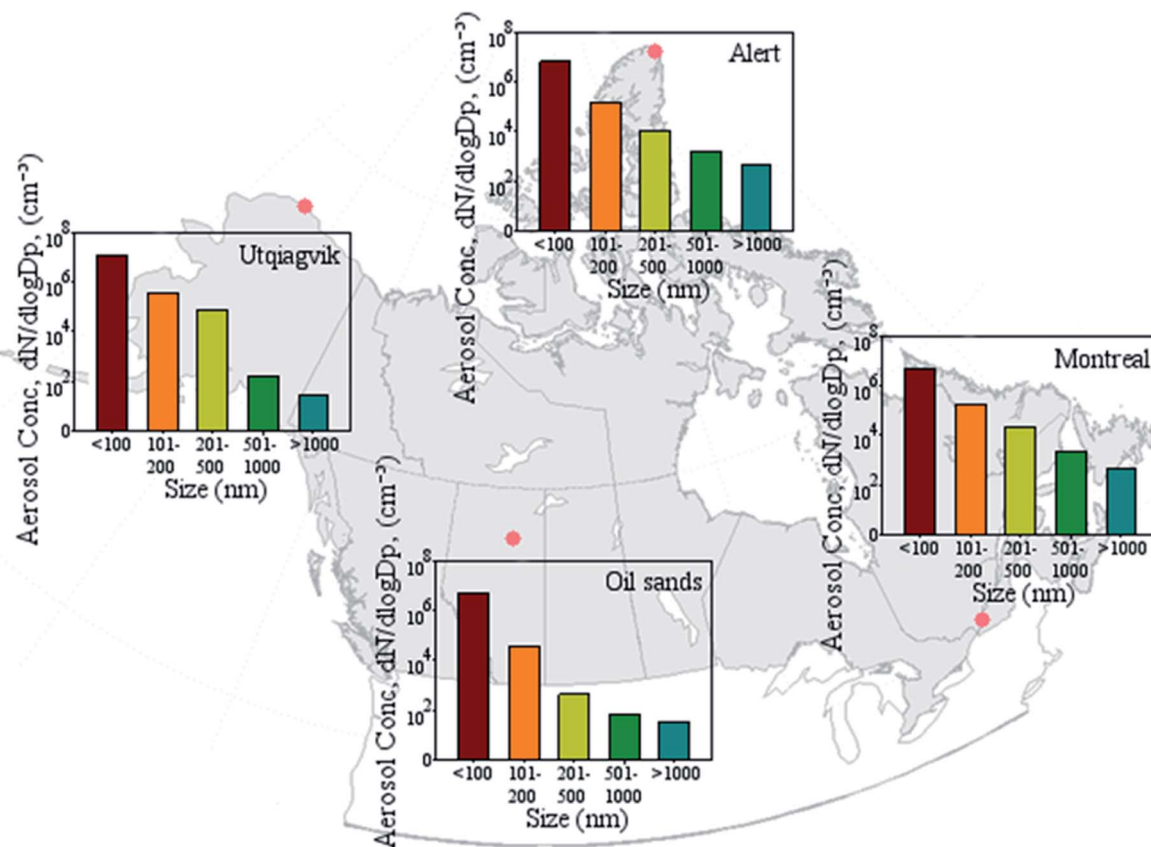 Alert
Aerosol Conc, dN/dlogDp, (cm⁻³)
10⁸
10⁶
10⁴
10²
0
<100 101-200 201-500 501-1000 >1000
Size (nm)
Utqiagvik
Aerosol Conc, dN/dlogDp, (cm⁻³)
10⁸
10⁶
10⁴
10²
0
<100 101-200 201-500 501-1000 >1000
Size (nm)
Montreal
Aerosol Conc, dN/dlogDp, (cm⁻³)
10⁸
10⁶
10⁴
10²
0
<100 101-200 201-500 501-1000 >1000
Size (nm)
Oil sands
Aerosol Conc, dN/dlogDp, (cm⁻³)
10⁸
10⁶
10⁴
10²
0
<100 101-200 201-500 501-1000 >1000
Size (nm)